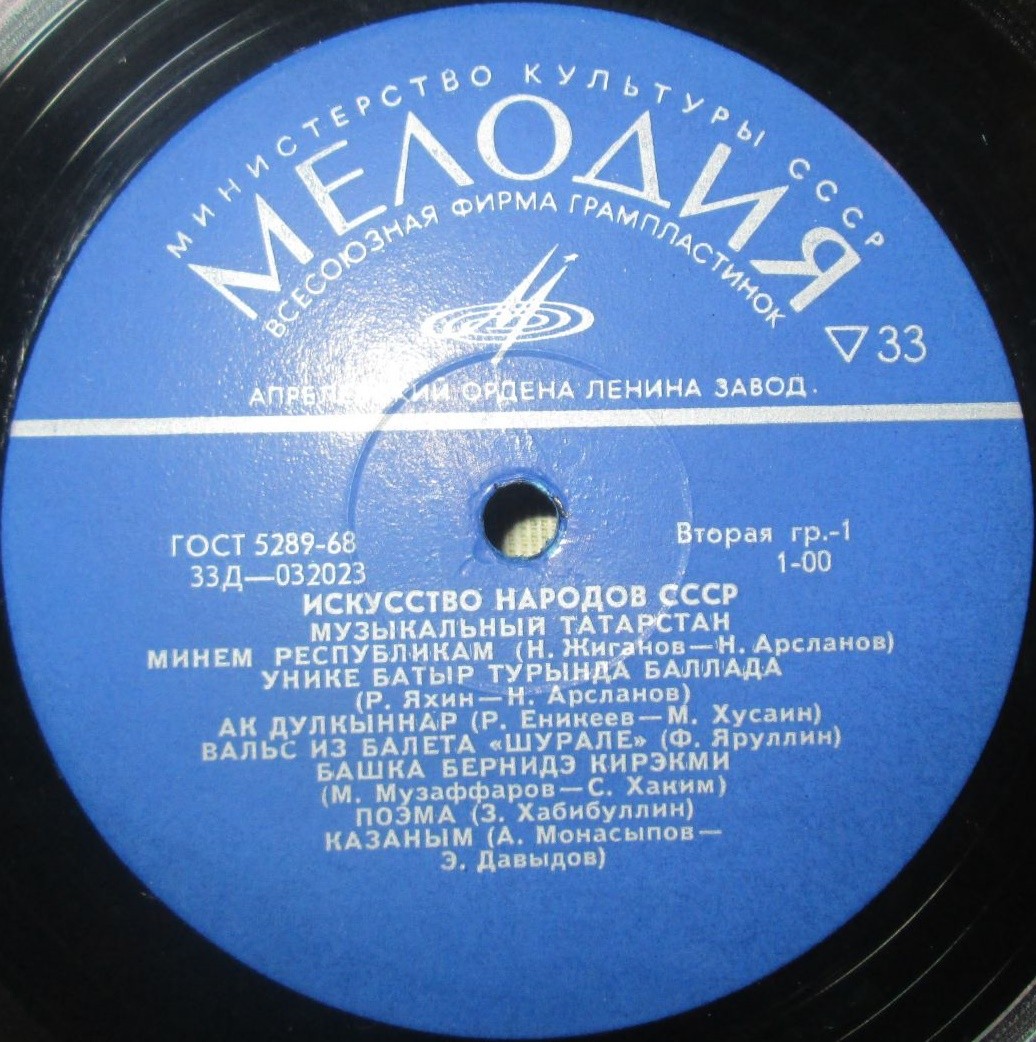 МИНИСТЕРСТВО КУЛЬТУРЫ СССР
МЕЛОДИЯ
ВСЕСОЮЗНАЯ ФИРМА ГРАМПЛАСТИНОК
33
АПРЕЛЕВСКИЙ ОРДЕНА ЛЕНИНА ЗАВОД.
ГОСТ 5289-68
Вторая гр.-1
33Д—032023
1-00
ИСКУССТВО НАРОДОВ СССР
МУЗЫКАЛЬНЫЙ ТАТАРСТАН
МИНЕМ РЕСПУБЛИКАМ (Н. Жиганов—Н. Арсланов)
УНИКЕ БАТЫР ТУРЫНДА БАЛЛАДА
(Р. Яхин—Н. Арсланов)
АК ДУЛКЫННАР (Р. Еникеев—М. Хусаин)
ВАЛЬС ИЗ БАЛЕТА «ШУРАЛЕ» (Ф. Яруллин)
БАШКА БЕРНИДЭ КИРЭКМИ
(М. Музаффаров—С. Хаким)
ПОЭМА (З. Хабибуллин)
КАЗАНЫМ (А. Монасыпов—
Э. Давыдов)